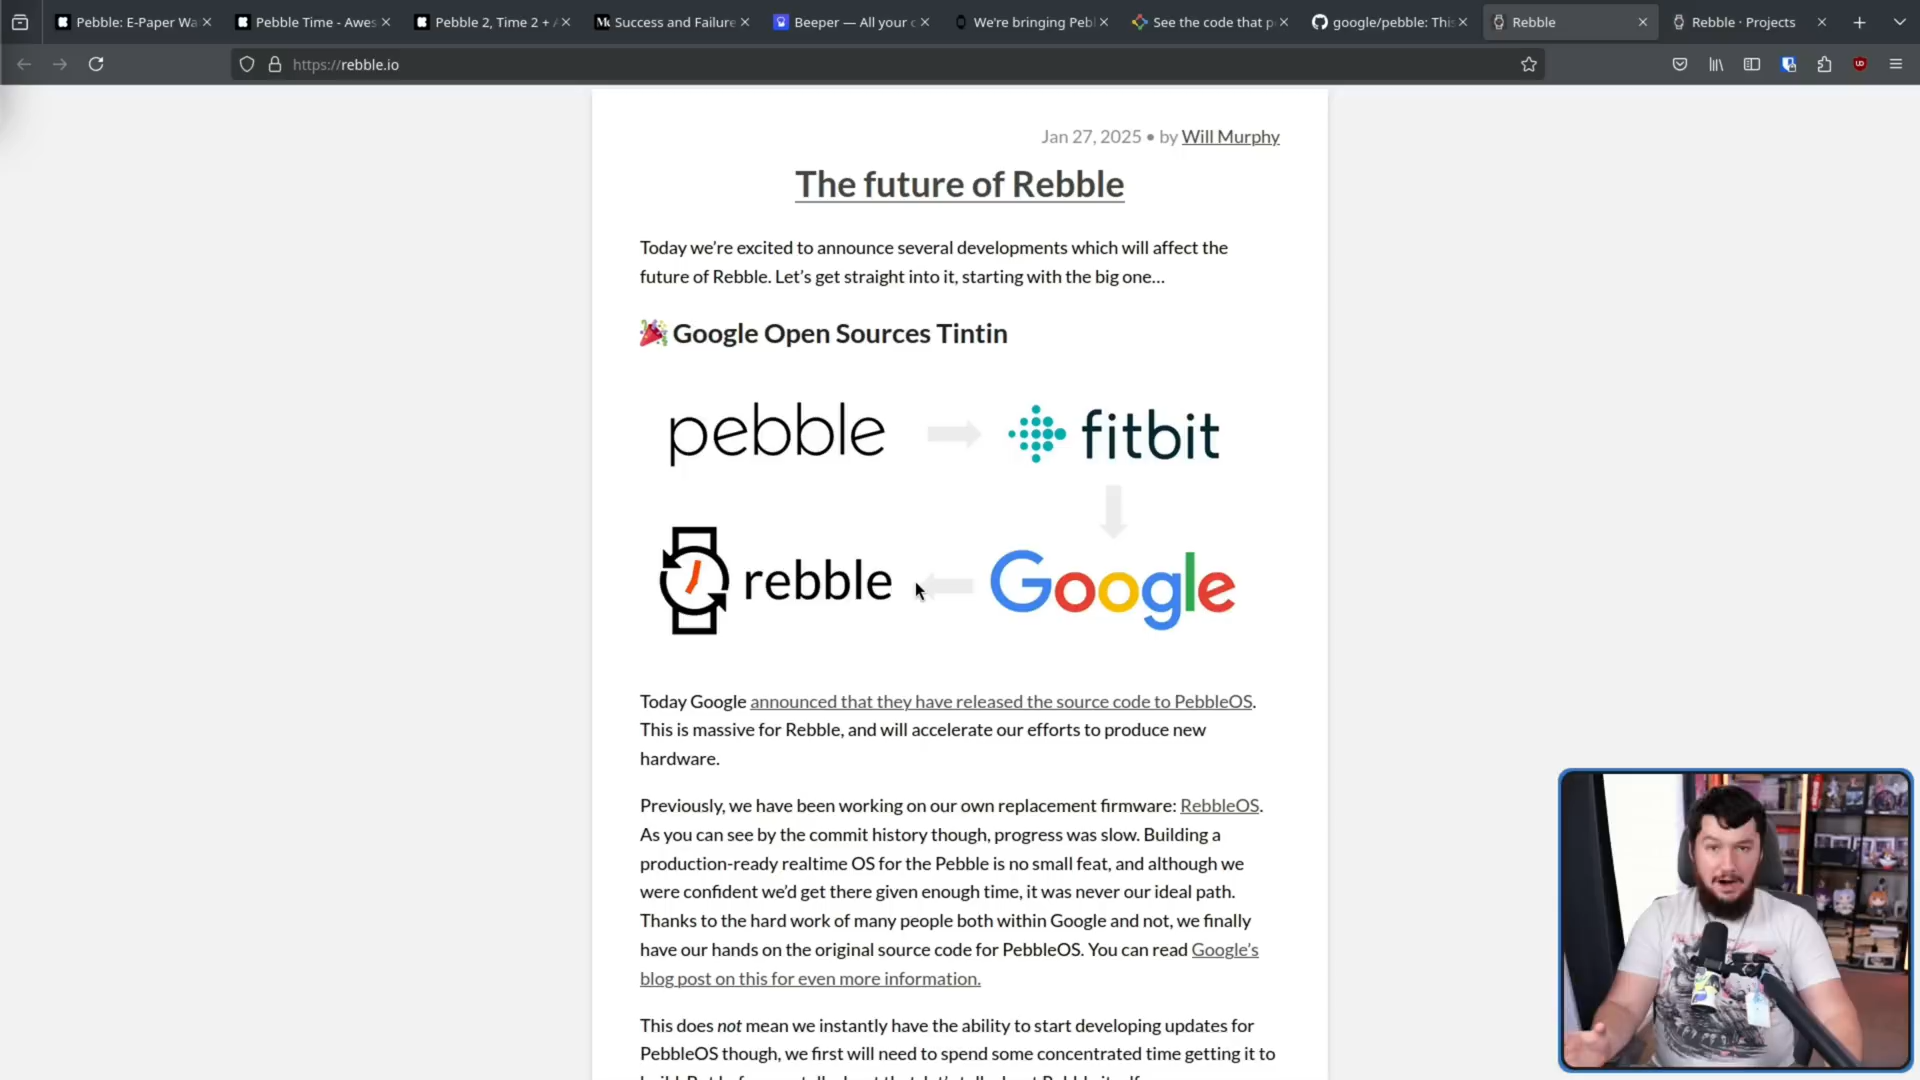 Pebble: E-Paper Wa
Pebble Time - Awes
Pebble 2, Time 2 + A
Success and Failure
Beeper — All your c
We're bringing Pebl
See the code that p
google/pebble: This
Rebble
Rebble · Projects
https://rebble.io
Jan 27, 2025 • by Will Murphy
The future of Rebble
Today we're excited to announce several developments which will affect the
future of Rebble. Let's get straight into it, starting with the big one…
Google Open Sources Tintin
pebble
fitbit
rebble
Google
Today Google announced that they have released the source code to PebbleOS.
This is massive for Rebble, and will accelerate our efforts to produce new
hardware.
Previously, we have been working on our own replacement firmware: RebbleOS.
As you can see by the commit history though, progress was slow. Building a
production-ready realtime OS for the Pebble is no small feat, and although we
were confident we'd get there given enough time, it was never our ideal path.
Thanks to the hard work of many people both within Google and not, we finally
have our hands on the original source code for PebbleOS. You can read Google's
blog post on this for even more information.
This does not mean we instantly have the ability to start developing updates for
PebbleOS though, we first will need to spend some concentrated time getting it to